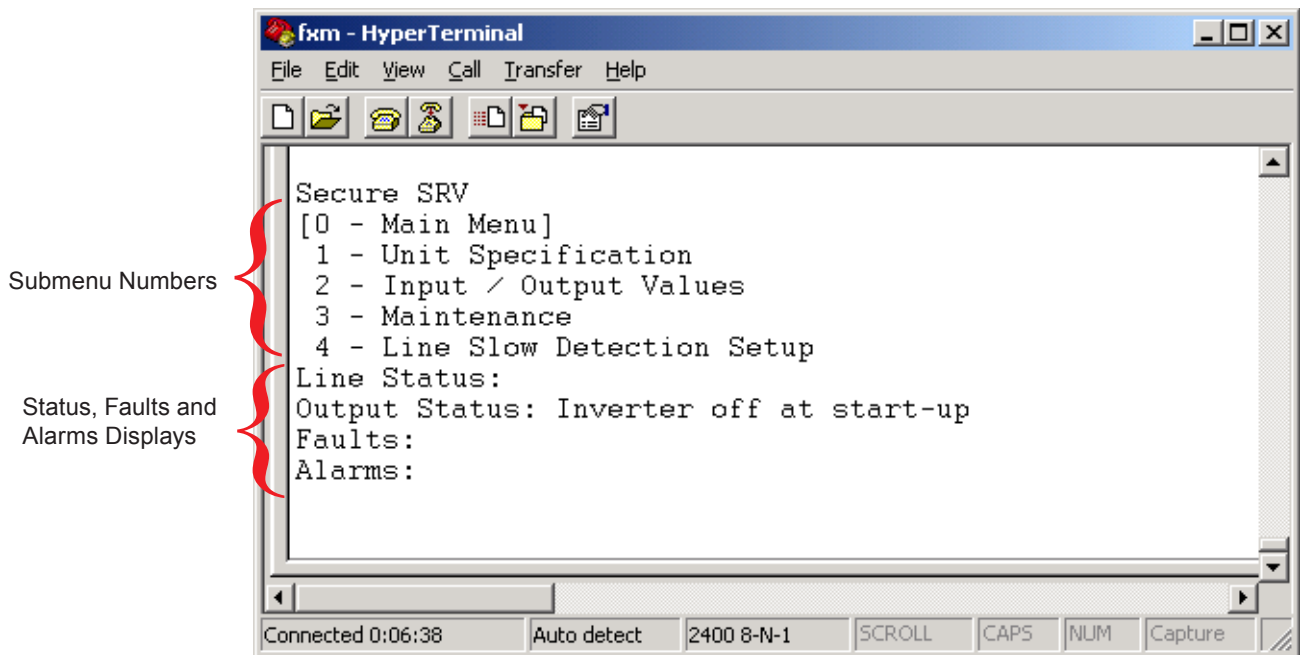 fxm - HyperTerminal
File Edit View Call Transfer Help
Secure SRV
[0 - Main Menu]
1 - Unit Specification
2 - Input / Output Values
3 - Maintenance
4 - Line Slow Detection Setup
Line Status:
Output Status: Inverter off at start-up
Faults:
Alarms:
Submenu Numbers
Status, Faults and
Alarms Displays
Connected 0:06:38 Auto detect 2400 8-N-1 SCROLL CAPS NUM Capture